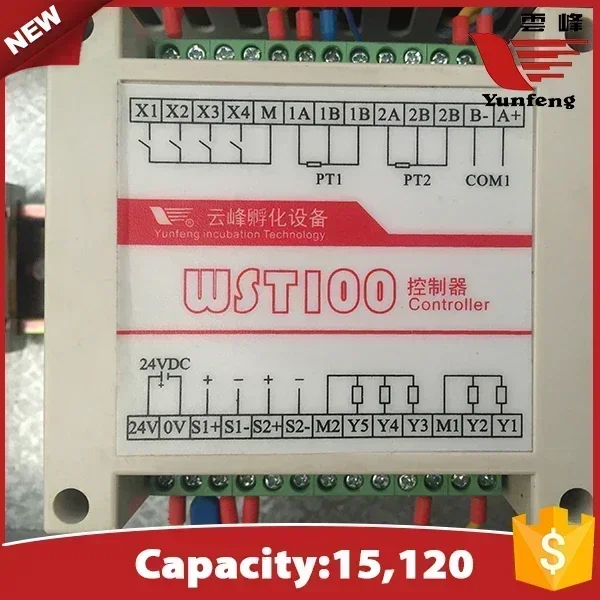 NEW
雲峰
Yunfeng
X1 X2 X3 X4 M 1A 1B 1B 2A 2B 2B B- A+
PT1 PT2 COM1
云峰孵化设备
Yunfeng incubation Technology
WST100 控制器
Controller
24VDC
+ - + -
24V 0V S1+ S1- S2+ S2- M2 Y5 Y4 Y3 M1 Y2 Y1
Capacity:15,120
$